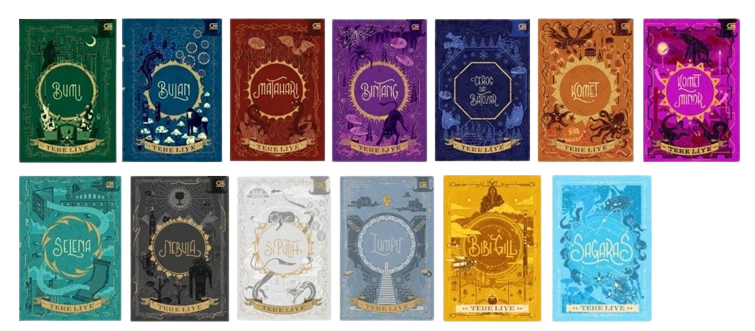 BUMI
TERE LIYE
BULAN
TERE LIYE
MATAHARI
TERE LIYE
BINTANG
TERE LIYE
CEROS
DAN
BATOZAR
TERE LIYE
KOMET
TERE LIYE
KOMET
MINOR
TERE LIYE
SELENA
TERE LIYE
NEBULA
TERE LIYE
SI PUTIH
TERE LIYE
LUMPU
TERE LIYE
BIBI GILL
TERE LIYE
SAGARAS
TERE LIYE